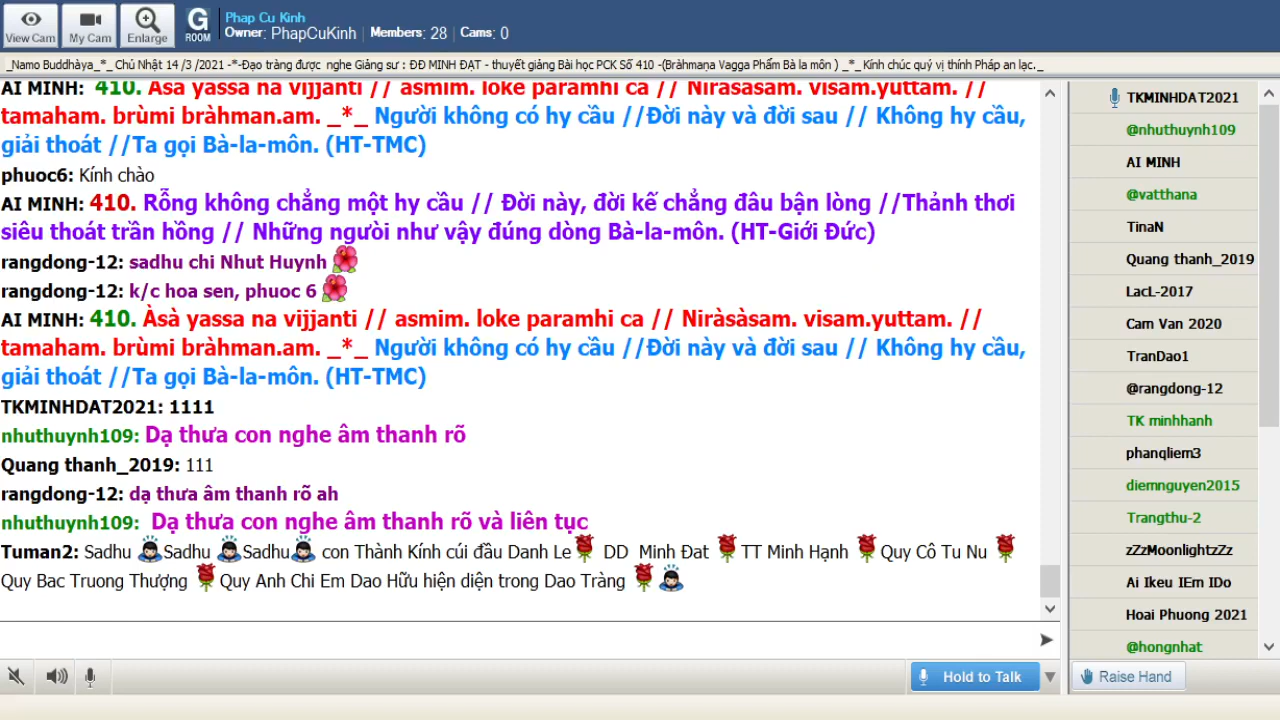 View Cam
My Cam
Enlarge
G
ROOM
Phap Cu Kinh
Owner: PhapCuKinh | Members: 28 | Cams: 0
_Namo Buddhàya_*_ Chủ Nhật 14 /3 /2021 -*-Đạo tràng được nghe Giảng sư : ĐĐ MINH ĐẠT - thuyết giảng Bài học PCK Số 410 -(Bràhmaṇa Vagga Phẩm Bà la môn ) _*_Kính chúc quý vị thính Pháp an lạc._
AI MINH: 410. Àsà yassa na vijjanti // asmim. loke paramhi ca // Niràsàsam. visam.yuttam. //
tamaham. brùmi bràhman.am. _*_ Người không có hy cầu //Đời này và đời sau // Không hy cầu,
giải thoát //Ta gọi Bà-la-môn. (HT-TMC)
phuoc6: Kính chào
AI MINH: 410. Rỗng không chẳng một hy cầu // Đời này, đời kế chẳng đâu bận lòng //Thảnh thơi
siêu thoát trần hồng // Những người như vậy đúng dòng Bà-la-môn. (HT-Giới Đức)
rangdong-12: sadhu chi Nhut Huynh
rangdong-12: k/c hoa sen, phuoc 6
AI MINH: 410. Àsà yassa na vijjanti // asmim. loke paramhi ca // Niràsàsam. visam.yuttam. //
tamaham. brùmi bràhman.am. _*_ Người không có hy cầu //Đời này và đời sau // Không hy cầu,
giải thoát //Ta gọi Bà-la-môn. (HT-TMC)
TKMINHDAT2021: 1111
nhuthuynh109: Dạ thưa con nghe âm thanh rõ
Quang thanh_2019: 111
rangdong-12: dạ thưa âm thanh rõ ah
nhuthuynh109: Dạ thưa con nghe âm thanh rõ và liên tục
Tuman2: Sadhu Sadhu Sadhu con Thành Kính cúi đầu Danh Le DD Minh Đat TT Minh Hạnh Quy Cô Tu Nu
Quy Bac Truong Thượng Quy Anh Chi Em Dao Hữu hiện diện trong Dao Tràng
Hold to Talk
TKMINHDAT2021
@nhuthuynh109
AI MINH
@vatthana
TinaN
Quang thanh_2019
LacL-2017
Cam Van 2020
TranDao1
@rangdong-12
TK minhhanh
phanqliem3
diemnguyen2015
Trangthu-2
zZzMoonlightzZz
Ai Ikeu IEm IDo
Hoai Phuong 2021
@hongnhat
Raise Hand